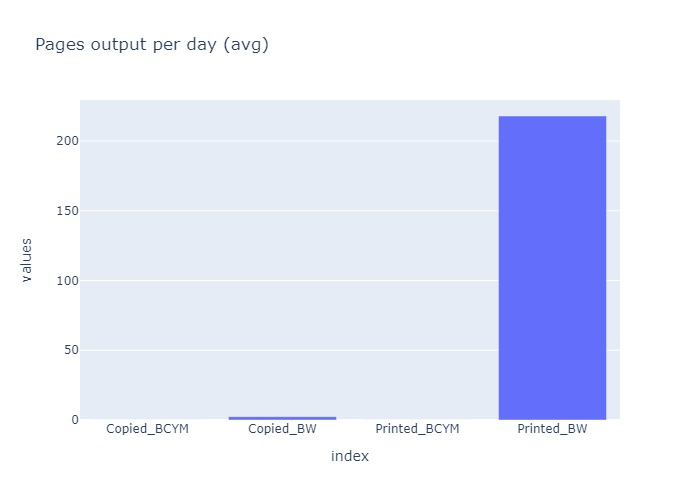 Pages output per day (avg)
200
150
100
50
0
values
Copied_BCYM
Copied_BW
Printed_BCYM
Printed_BW
index